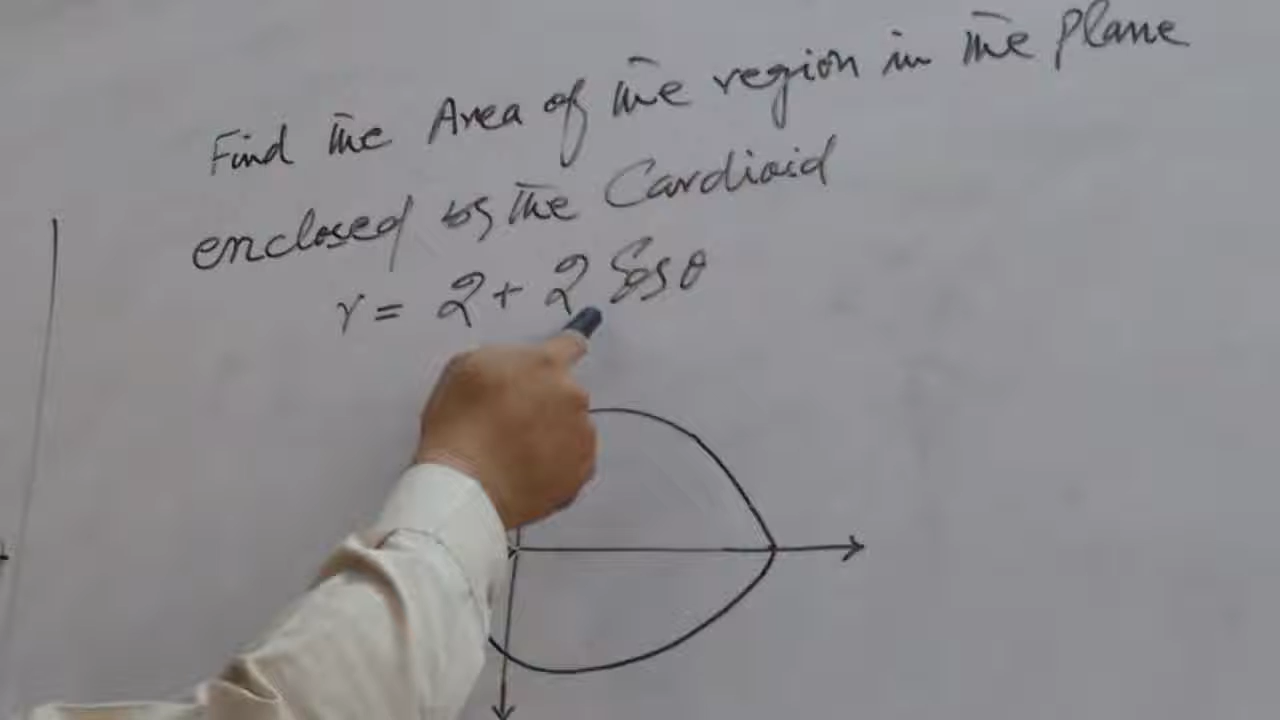 Find the Area of the region in the Plane
enclosed by the Cardioid
r = 2 + 2 Cos θ